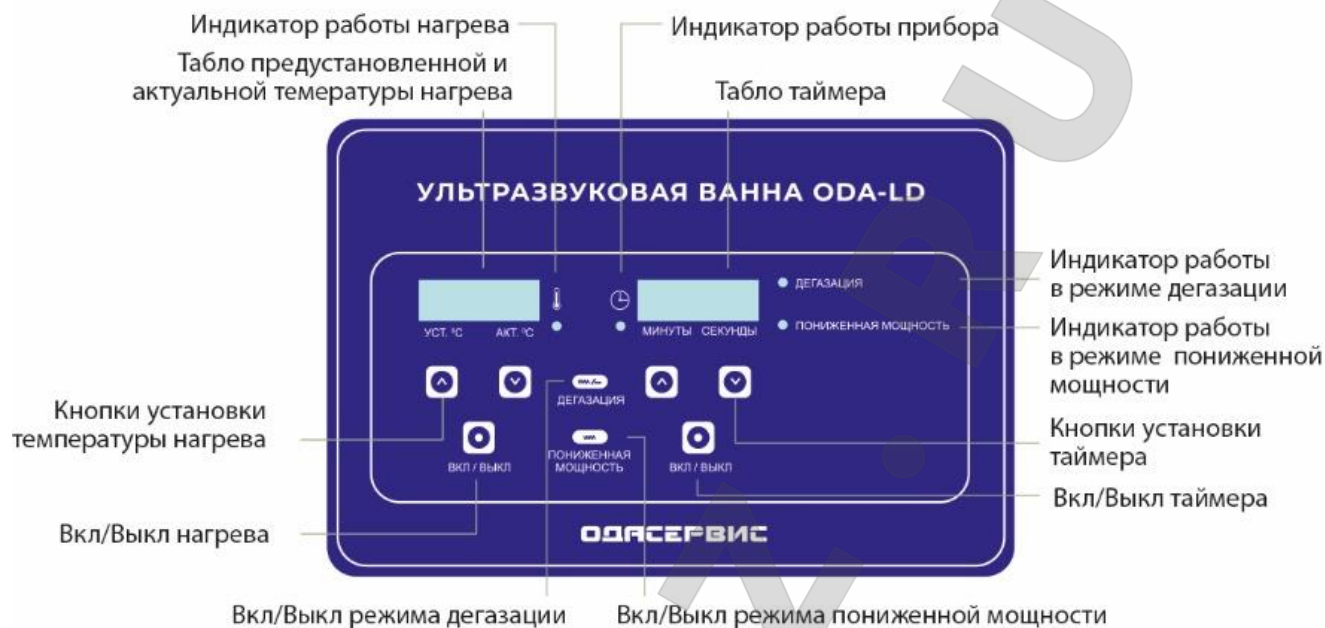 Индикатор работы нагрева
Индикатор работы прибора
Табло предустановленной и
актуальной темературы нагрева
Табло таймера
УЛЬТРАЗВУКОВАЯ ВАННА ODA-LD
ДЕГАЗАЦИЯ
УСТ. °C
АКТ. °C
МИНУТЫ
СЕКУНДЫ
ПОНИЖЕННАЯ МОЩНОСТЬ
Индикатор работы
в режиме дегазации
Индикатор работы
в режиме пониженной
мощности
ДЕГАЗАЦИЯ
Кнопки установки
температуры нагрева
ВКЛ / ВЫКЛ
ПОНИЖЕННАЯ
МОЩНОСТЬ
ВКЛ / ВЫКЛ
Кнопки установки
таймера
Вкл/Выкл таймера
Вкл/Выкл нагрева
ОДАСЕРВИС
Вкл/Выкл режима дегазации
Вкл/Выкл режима пониженной мощности